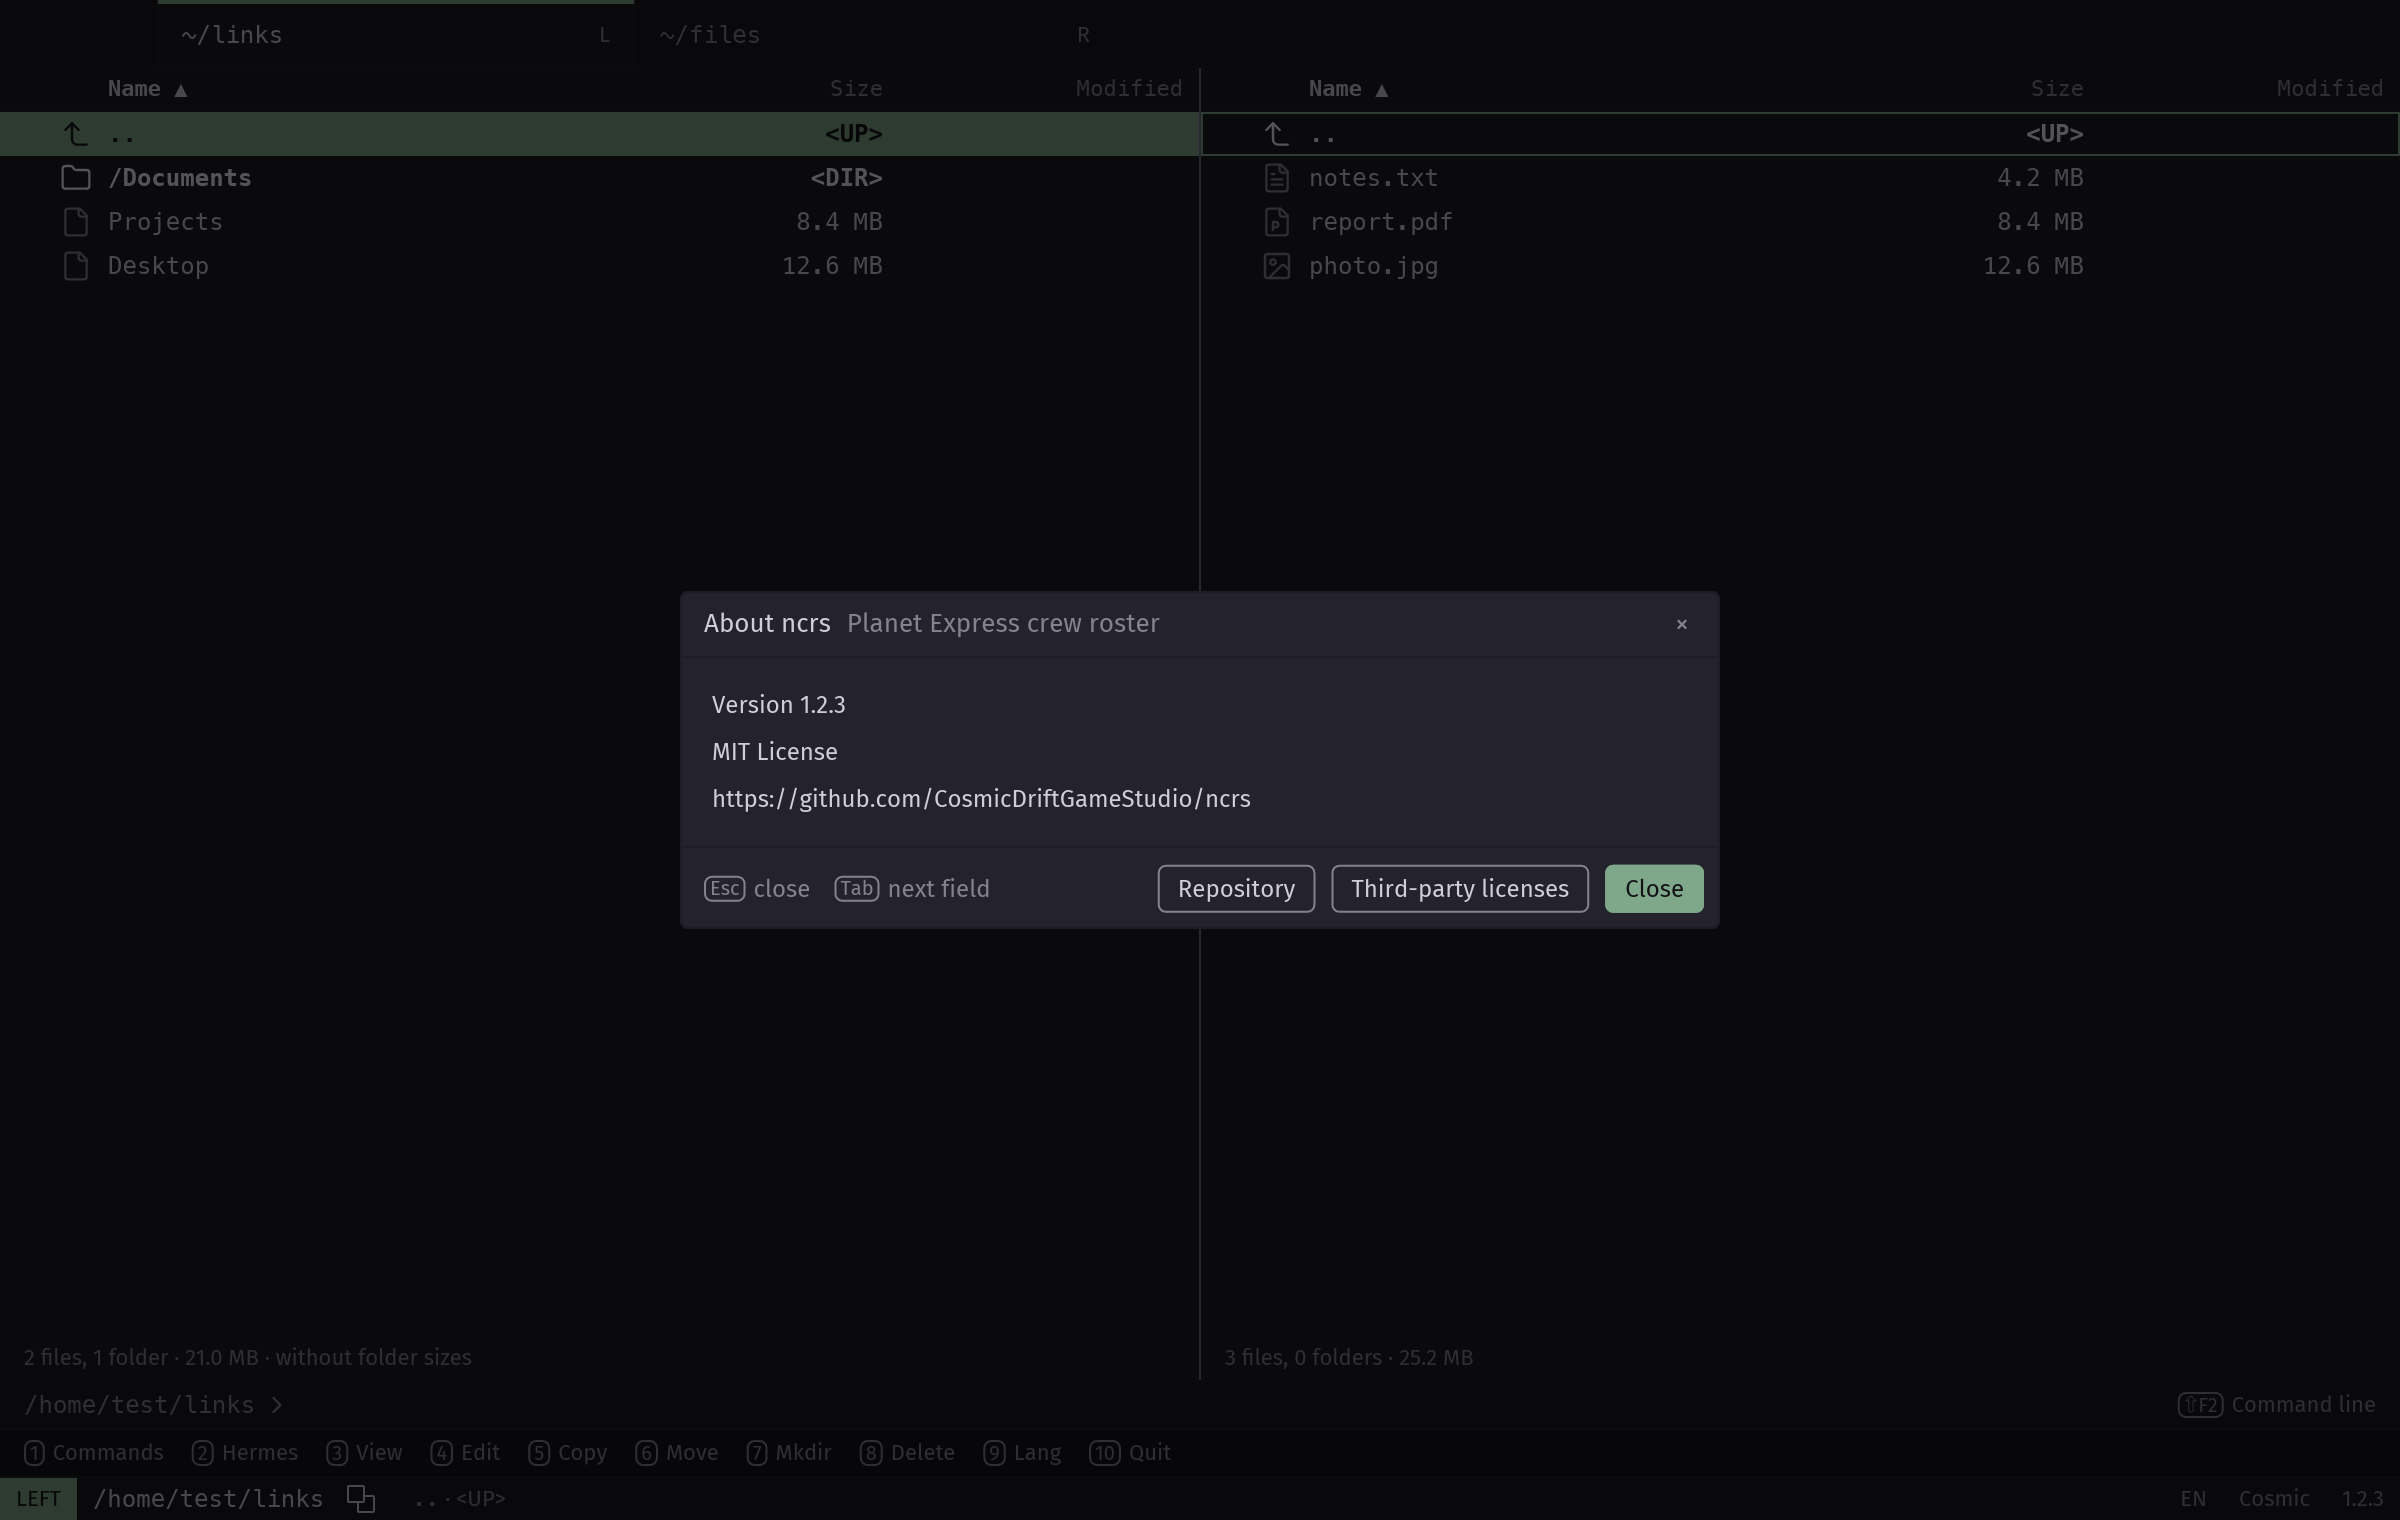 ~/links L ~/files R
Name ▲ Size Modified Name ▲ Size Modified
.. <UP> .. <UP>
/Documents <DIR> notes.txt 4.2 MB
Projects 8.4 MB report.pdf 8.4 MB
Desktop 12.6 MB photo.jpg 12.6 MB
About ncrs Planet Express crew roster ×
Version 1.2.3
MIT License
https://github.com/CosmicDriftGameStudio/ncrs
Esc close Tab next field Repository Third-party licenses Close
2 files, 1 folder · 21.0 MB · without folder sizes 3 files, 0 folders · 25.2 MB
/home/test/links > ⇧F2 Command line
1 Commands 2 Hermes 3 View 4 Edit 5 Copy 6 Move 7 Mkdir 8 Delete 9 Lang 10 Quit
LEFT /home/test/links .. · <UP> EN Cosmic 1.2.3